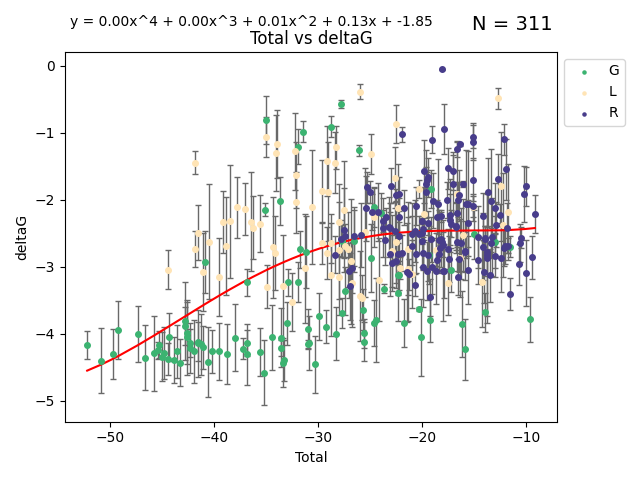 y = 0.00x^4 + 0.00x^3 + 0.01x^2 + 0.13x + -1.85
N = 311
Total vs deltaG
G
L
R
deltaG
0
−1
−2
−3
−4
−5
−50
−40
−30
−20
−10
Total